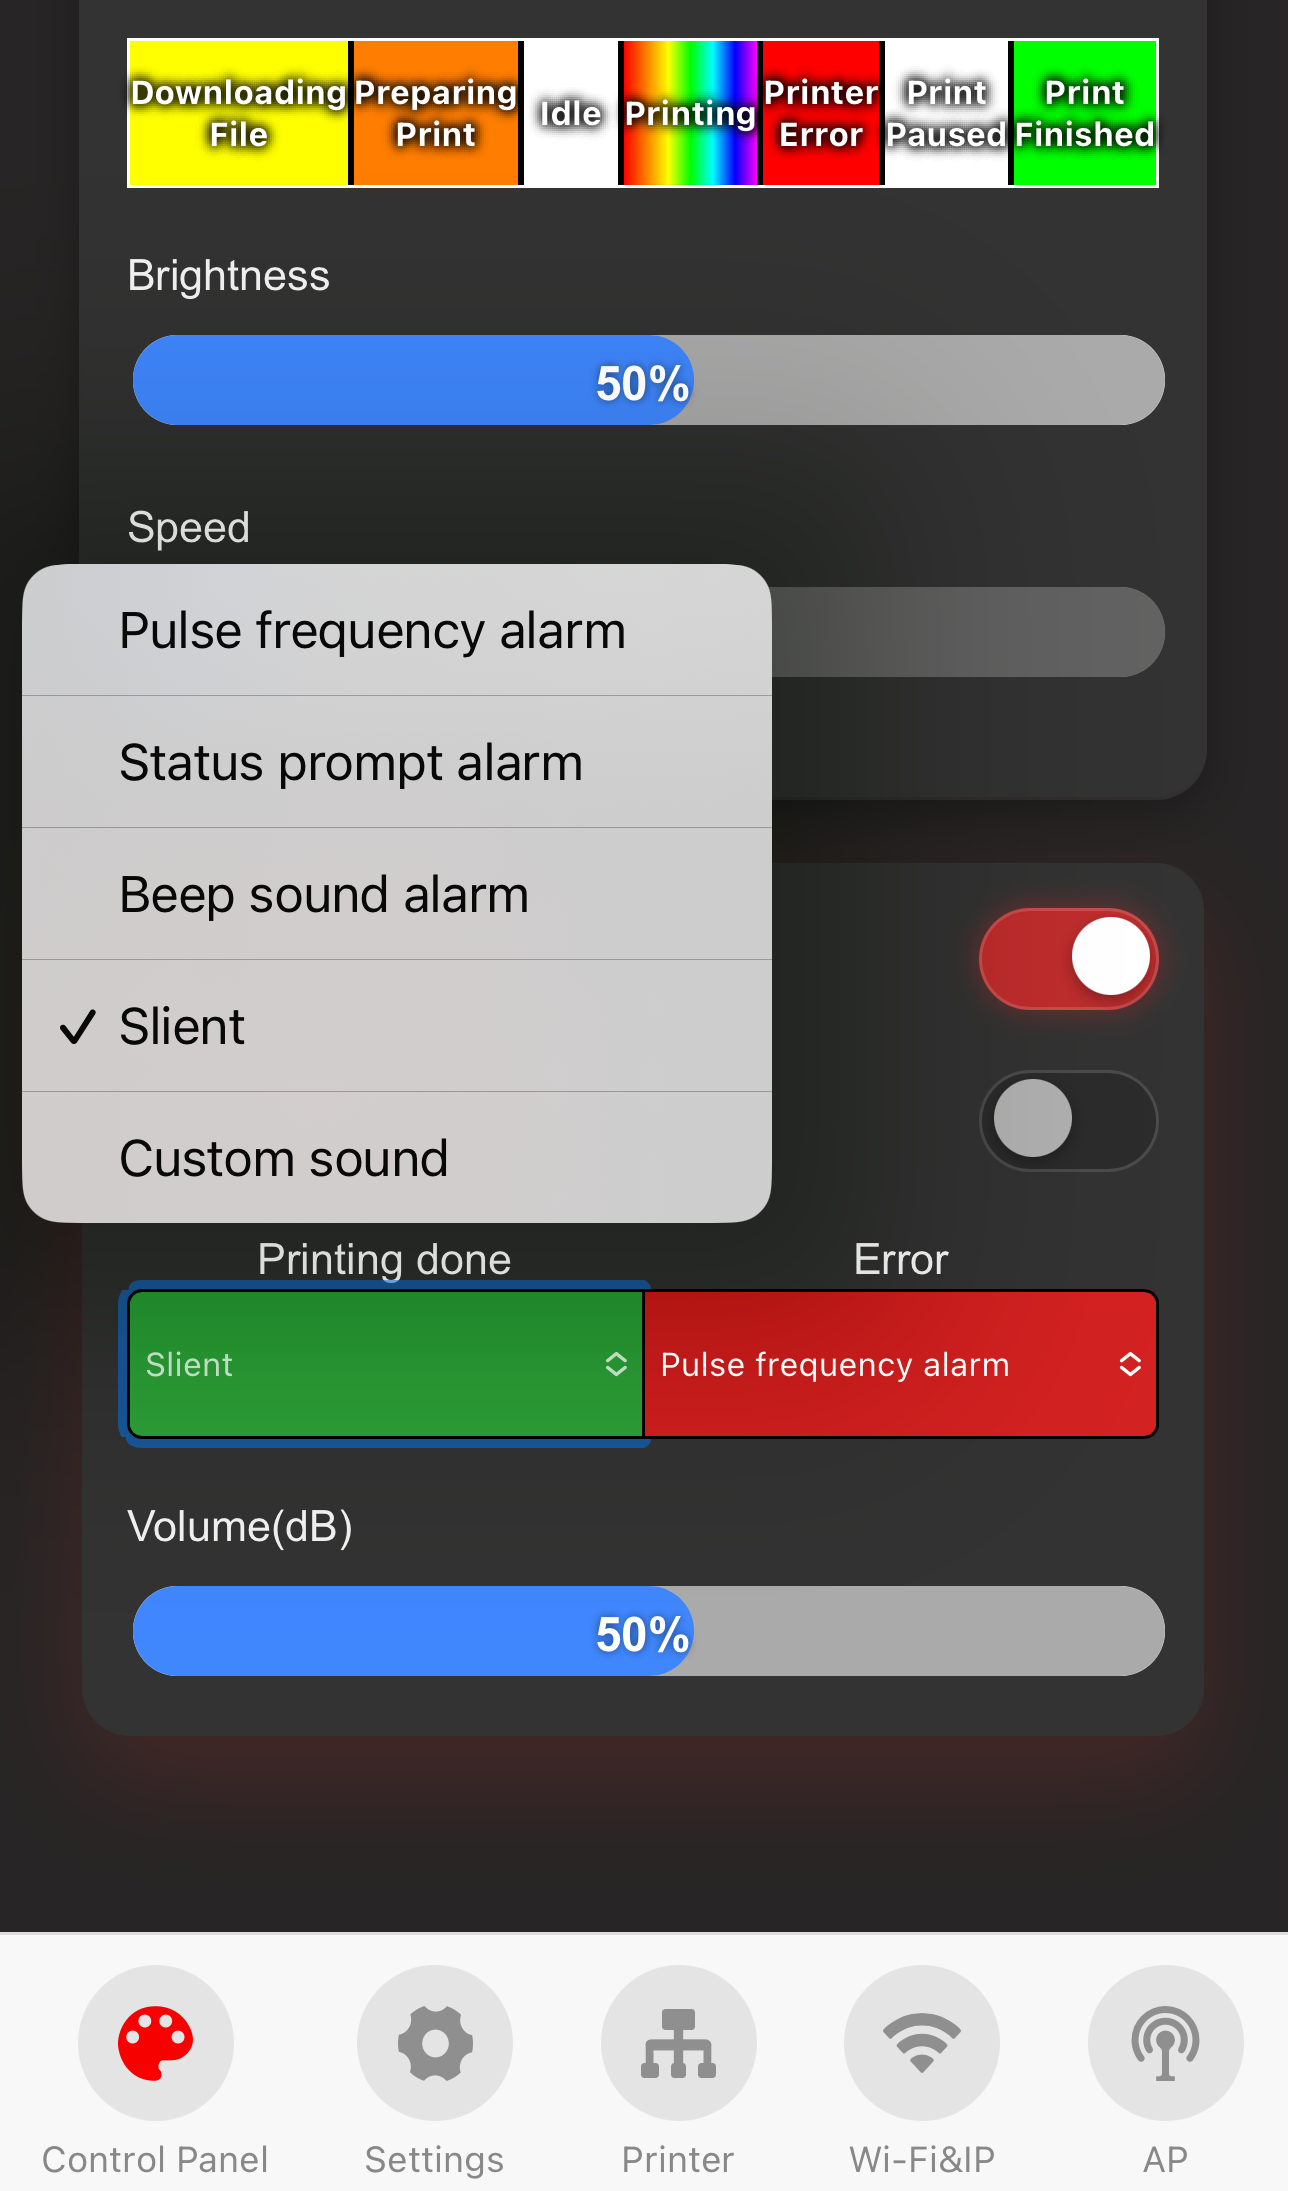 Downloading
File
Preparing
Print
Idle
Printing
Printer
Error
Print
Paused
Print
Finished
Brightness
50%
Speed
Pulse frequency alarm
Status prompt alarm
Beep sound alarm
Slient
Custom sound
Printing done
Error
Slient
Pulse frequency alarm
Volume(dB)
50%
Control Panel
Settings
Printer
Wi-Fi&IP
AP